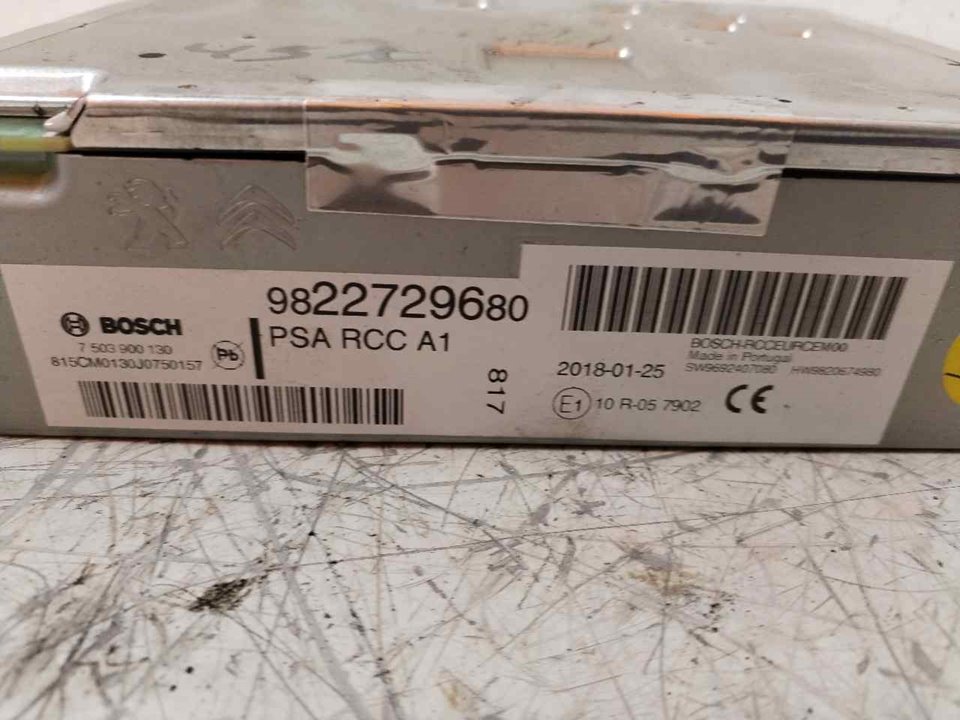 9822729680
PSA RCC A1
BOSCH
7 503 900 130
815CM0130J0750157
Pb
817
BOSCH-RCCEURCEM00
Made in Portugal
SW9692407080 HW9820674980
2018-01-25
E1 10 R-05 7902 CE